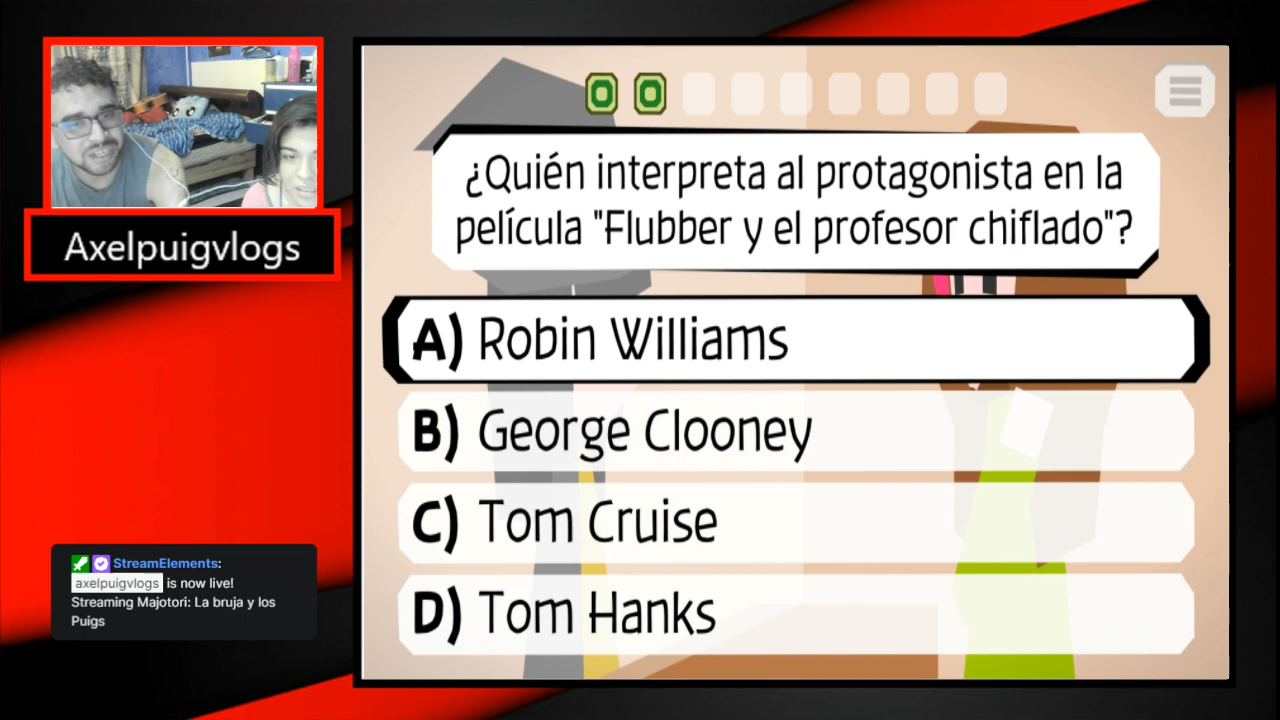 Axelpuigvlogs
StreamElements:
axelpuigvlogs is now live!
Streaming Majotori: La bruja y los
Puigs
¿Quién interpreta al protagonista en la
película "Flubber y el profesor chiflado"?
A) Robin Williams
B) George Clooney
C) Tom Cruise
D) Tom Hanks